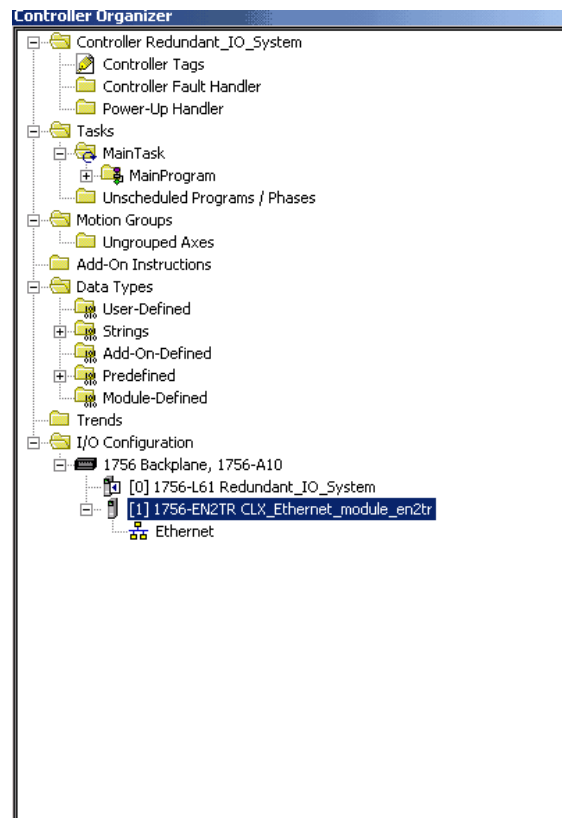 Controller Organizer
Controller Redundant_IO_System
Controller Tags
Controller Fault Handler
Power-Up Handler
Tasks
MainTask
MainProgram
Unscheduled Programs / Phases
Motion Groups
Ungrouped Axes
Add-On Instructions
Data Types
User-Defined
Strings
Add-On-Defined
Predefined
Module-Defined
Trends
I/O Configuration
1756 Backplane, 1756-A10
[0] 1756-L61 Redundant_IO_System
[1] 1756-EN2TR CLX_Ethernet_module_en2tr
Ethernet